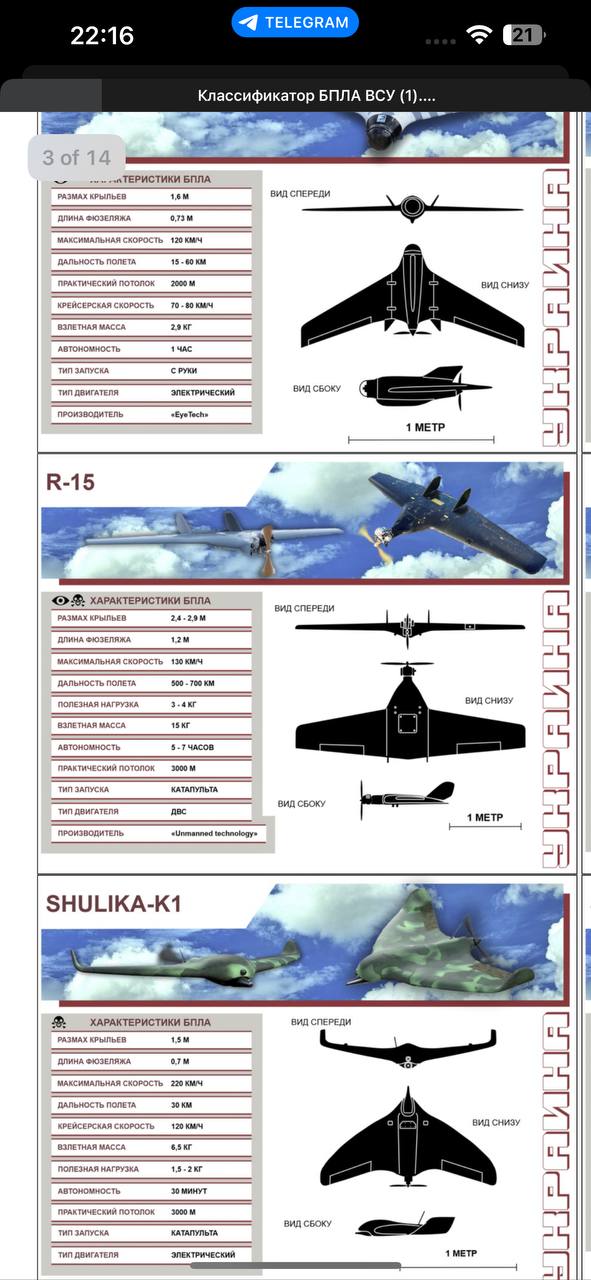 22:16
TELEGRAM
21
Классификатор БПЛА ВСУ (1)....
3 of 14
ХАРАКТЕРИСТИКИ БПЛА
РАЗМАХ КРЫЛЬЕВ 1,6 М
ДЛИНА ФЮЗЕЛЯЖА 0,73 М
МАКСИМАЛЬНАЯ СКОРОСТЬ 120 КМ/Ч
ДАЛЬНОСТЬ ПОЛЕТА 15 - 60 КМ
ПРАКТИЧЕСКИЙ ПОТОЛОК 2000 М
КРЕЙСЕРСКАЯ СКОРОСТЬ 70 - 80 КМ/Ч
ВЗЛЕТНАЯ МАССА 2,9 КГ
АВТОНОМНОСТЬ 1 ЧАС
ТИП ЗАПУСКА С РУКИ
ТИП ДВИГАТЕЛЯ ЭЛЕКТРИЧЕСКИЙ
ПРОИЗВОДИТЕЛЬ «EyeTech»
ВИД СПЕРЕДИ
ВИД СНИЗУ
ВИД СБОКУ
1 МЕТР
УКРАИНА
R-15
ХАРАКТЕРИСТИКИ БПЛА
РАЗМАХ КРЫЛЬЕВ 2,4 - 2,9 М
ДЛИНА ФЮЗЕЛЯЖА 1,2 М
МАКСИМАЛЬНАЯ СКОРОСТЬ 130 КМ/Ч
ДАЛЬНОСТЬ ПОЛЕТА 500 - 700 КМ
ПОЛЕЗНАЯ НАГРУЗКА 3 - 4 КГ
ВЗЛЕТНАЯ МАССА 15 КГ
АВТОНОМНОСТЬ 5 - 7 ЧАСОВ
ПРАКТИЧЕСКИЙ ПОТОЛОК 3000 М
ТИП ЗАПУСКА КАТАПУЛЬТА
ТИП ДВИГАТЕЛЯ ДВС
ПРОИЗВОДИТЕЛЬ «Unmanned technology»
ВИД СПЕРЕДИ
ВИД СНИЗУ
ВИД СБОКУ
1 МЕТР
УКРАИНА
SHULIKA-K1
ХАРАКТЕРИСТИКИ БПЛА
РАЗМАХ КРЫЛЬЕВ 1,5 М
ДЛИНА ФЮЗЕЛЯЖА 0,7 М
МАКСИМАЛЬНАЯ СКОРОСТЬ 220 КМ/Ч
ДАЛЬНОСТЬ ПОЛЕТА 30 КМ
КРЕЙСЕРСКАЯ СКОРОСТЬ 120 КМ/Ч
ВЗЛЕТНАЯ МАССА 6,5 КГ
ПОЛЕЗНАЯ НАГРУЗКА 1,5 - 2 КГ
АВТОНОМНОСТЬ 30 МИНУТ
ПРАКТИЧЕСКИЙ ПОТОЛОК 3000 М
ТИП ЗАПУСКА КАТАПУЛЬТА
ТИП ДВИГАТЕЛЯ ЭЛЕКТРИЧЕСКИЙ
ВИД СПЕРЕДИ
ВИД СНИЗУ
ВИД СБОКУ
1 МЕТР
УКРАИНА